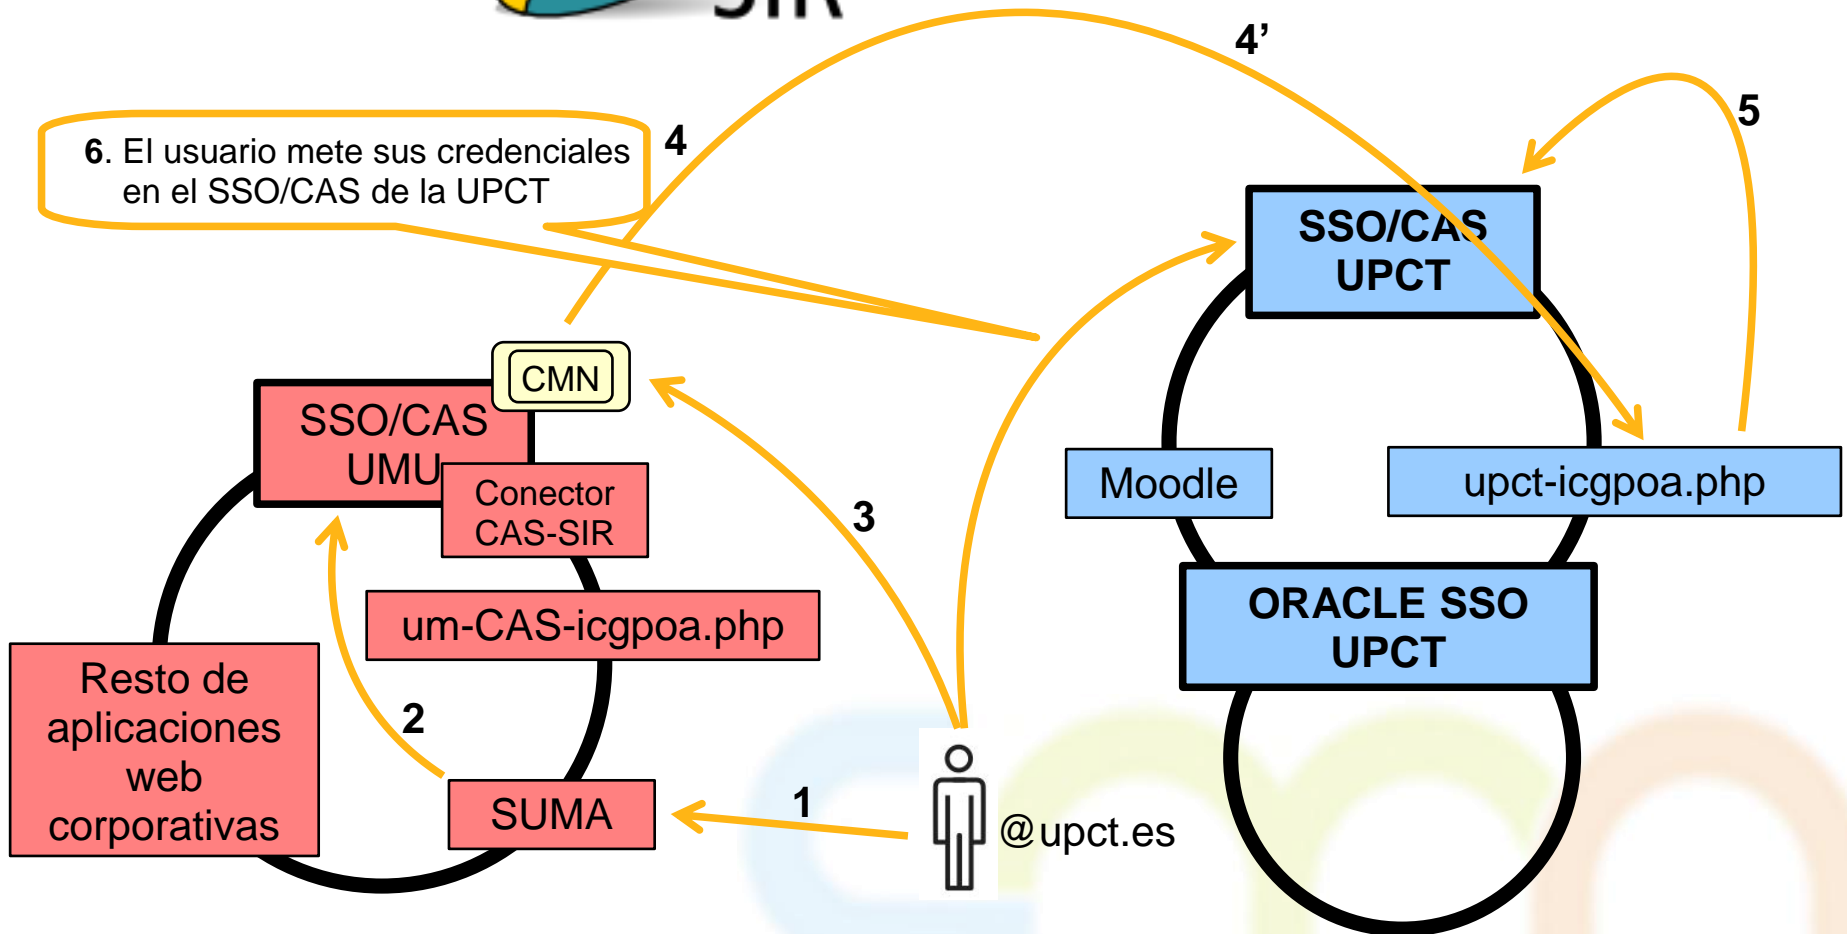 SIR
4’
5
4
6. El usuario mete sus credenciales
en el SSO/CAS de la UPCT
SSO/CAS
UPCT
CMN
SSO/CAS
UMU
Conector
CAS-SIR
3
Moodle
upct-icgpoa.php
um-CAS-icgpoa.php
ORACLE SSO
UPCT
Resto de
aplicaciones
web
corporativas
2
SUMA
1
@upct.es